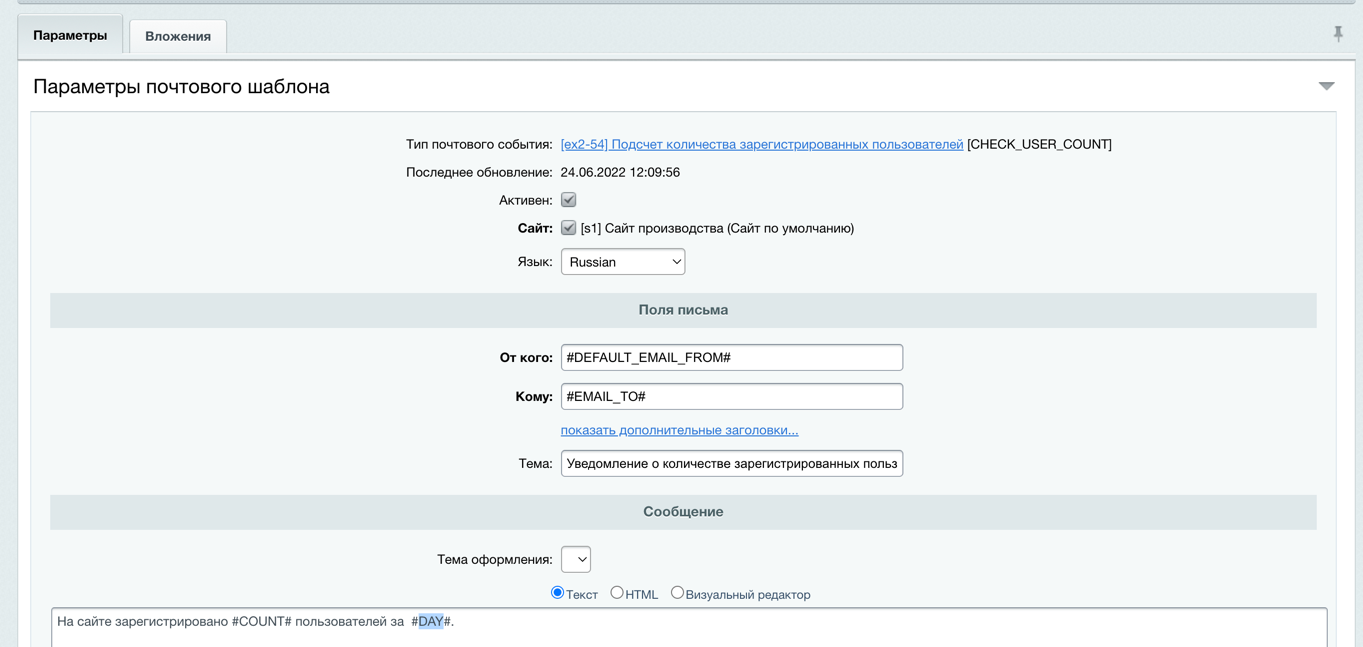 Параметры
Вложения
Параметры почтового шаблона
Тип почтового события: [ex2-54] Подсчет количества зарегистрированных пользователей [CHECK_USER_COUNT]
Последнее обновление: 24.06.2022 12:09:56
Активен:
Сайт: [s1] Сайт производства (Сайт по умолчанию)
Язык: Russian
Поля письма
От кого: #DEFAULT_EMAIL_FROM#
Кому: #EMAIL_TO#
показать дополнительные заголовки...
Тема: Уведомление о количестве зарегистрированных польз
Сообщение
Тема оформления:
Текст HTML Визуальный редактор
На сайте зарегистрировано #COUNT# пользователей за #DAY#.